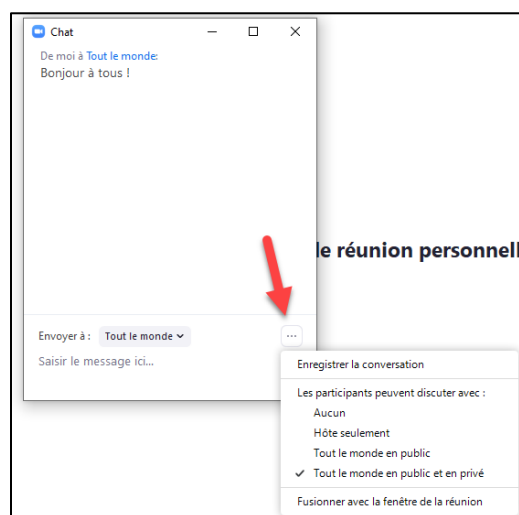 Chat
De moi à Tout le monde:
Bonjour à tous !
le réunion personnell
Envoyer à : Tout le monde
...
Saisir le message ici...
Enregistrer la conversation
Les participants peuvent discuter avec :
Aucun
Hôte seulement
Tout le monde en public
Tout le monde en public et en privé
Fusionner avec la fenêtre de la réunion